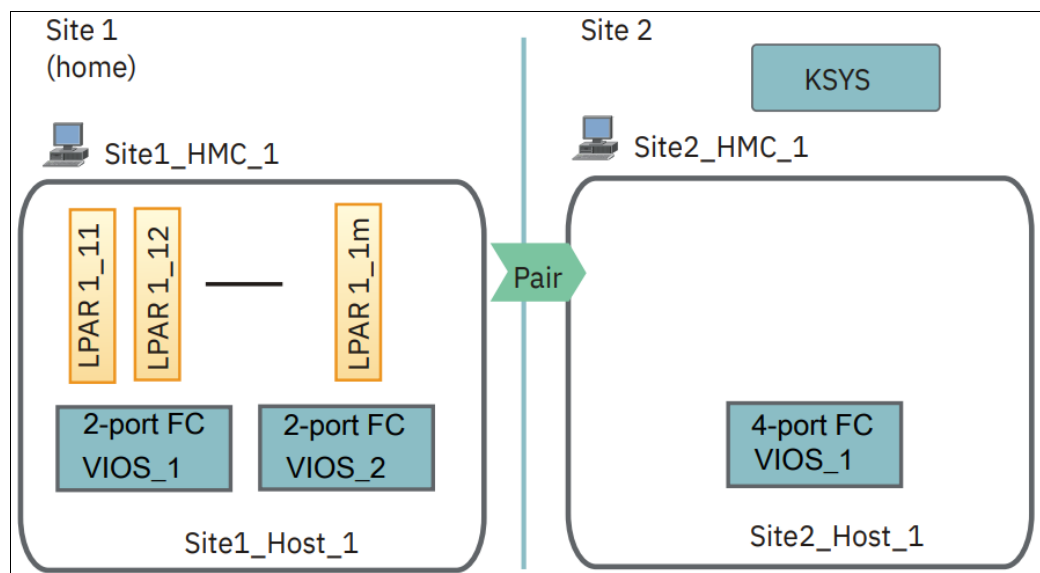 Site 1
(home)
Site1_HMC_1
LPAR 1_11
LPAR 1_12
LPAR 1_1m
2-port FC
VIOS_1
2-port FC
VIOS_2
Site1_Host_1
Pair
Site 2
KSYS
Site2_HMC_1
4-port FC
VIOS_1
Site2_Host_1